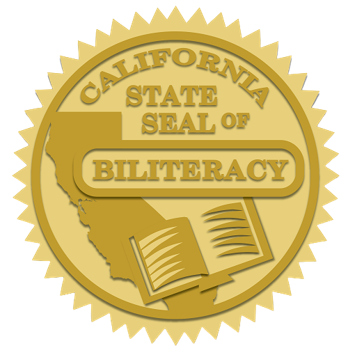 CALIFORNIA
STATE
SEAL OF
BILITERACY